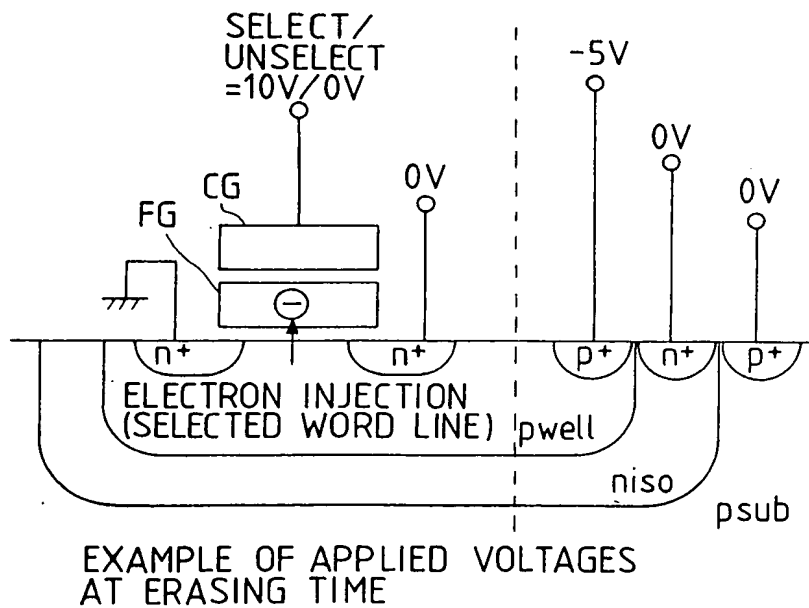 SELECT/
UNSELECT
=10V/0V
-5V
0V
0V
0V
CG
FG
−
n+
n+
p+
n+
p+
ELECTRON INJECTION
(SELECTED WORD LINE)
pwell
niso
psub
EXAMPLE OF APPLIED VOLTAGES
AT ERASING TIME